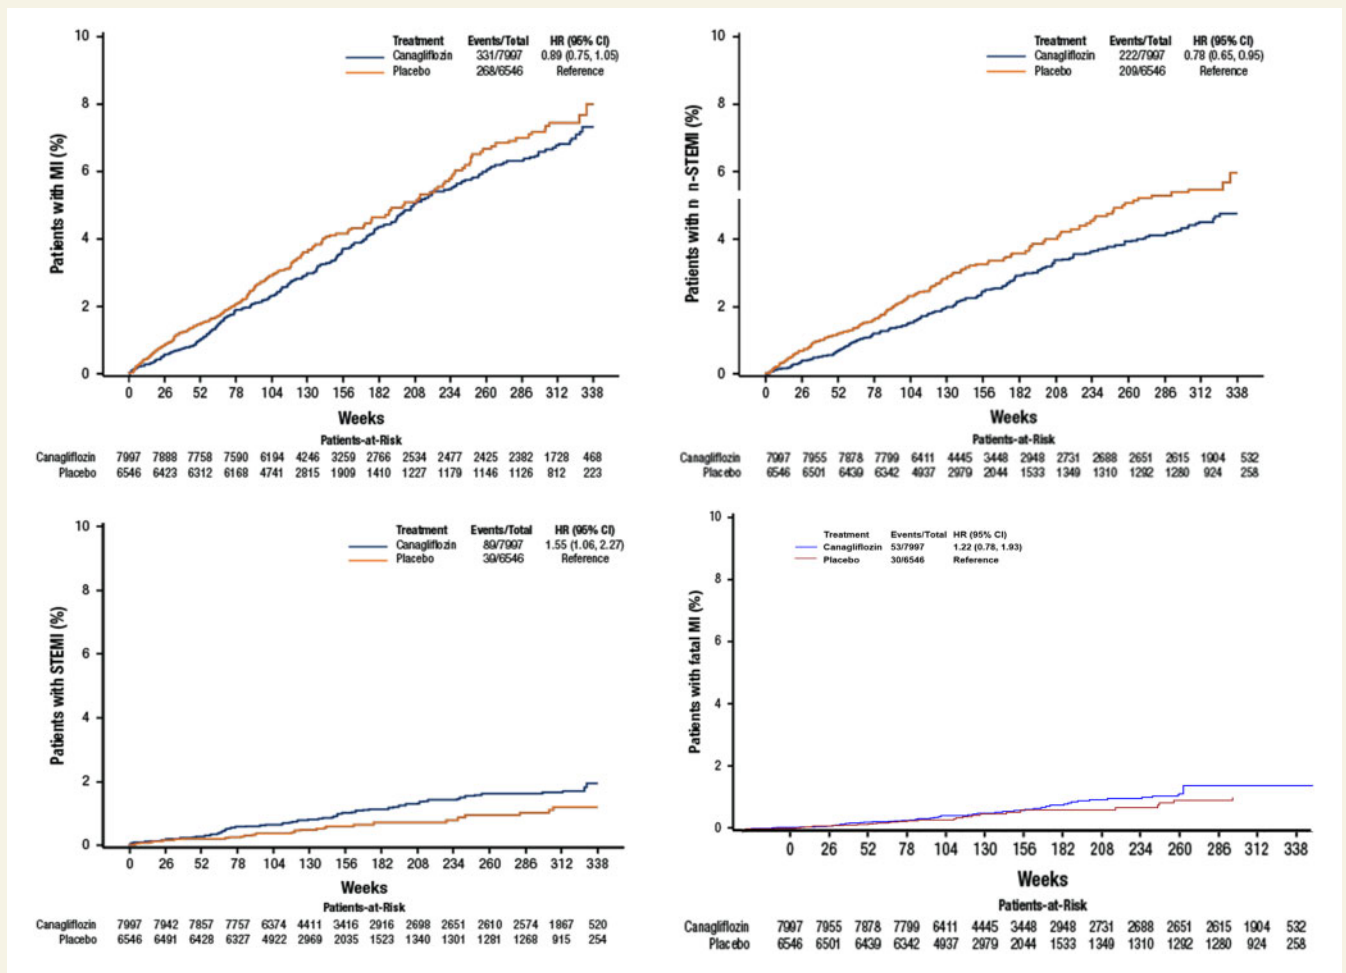 Patients with MI (%)
10
8
6
4
2
0
Treatment Events/Total HR (95% CI)
Canagliflozin 331/7997 0.89 (0.75, 1.05)
Placebo 268/6546 Reference
0 26 52 78 104 130 156 182 208 234 260 286 312 338
Weeks
Patients-at-Risk
Canagliflozin 7997 7888 7758 7590 6194 4246 3259 2766 2534 2477 2425 2382 1728 468
Placebo 6546 6423 6312 6168 4741 2815 1909 1410 1227 1179 1146 1126 812 223
Patients with n n-STEMI (%)
10
8
6
4
2
0
Treatment Events/Total HR (95% CI)
Canagliflozin 222/7997 0.78 (0.65, 0.95)
Placebo 209/6546 Reference
0 26 52 78 104 130 156 182 208 234 260 286 312 338
Weeks
Patients-at-Risk
Canagliflozin 7997 7955 7878 7799 6411 4445 3448 2948 2731 2688 2651 2615 1904 532
Placebo 6546 6501 6439 6342 4937 2979 2044 1533 1349 1310 1292 1280 924 258
Patients with STEMI (%)
10
8
6
4
2
0
Treatment Events/Total HR (95% CI)
Canagliflozin 89/7997 1.55 (1.06, 2.27)
Placebo 39/6546 Reference
0 26 52 78 104 130 156 182 208 234 260 286 312 338
Weeks
Patients-at-Risk
Canagliflozin 7997 7942 7857 7757 6374 4411 3416 2916 2698 2651 2610 2574 1867 520
Placebo 6546 6491 6428 6327 4922 2969 2035 1523 1340 1301 1281 1268 915 254
Patients with fatal MI (%)
10
8
6
4
2
0
Treatment Events/Total HR (95% CI)
Canagliflozin 53/7997 1.22 (0.78, 1.93)
Placebo 30/6546 Reference
0 26 52 78 104 130 156 182 208 234 260 286 312 338
Weeks
Patients-at-Risk
Canagliflozin 7997 7955 7878 7799 6411 4445 3448 2948 2731 2688 2651 2615 1904 532
Placebo 6546 6501 6439 6342 4937 2979 2044 1533 1349 1310 1292 1280 924 258